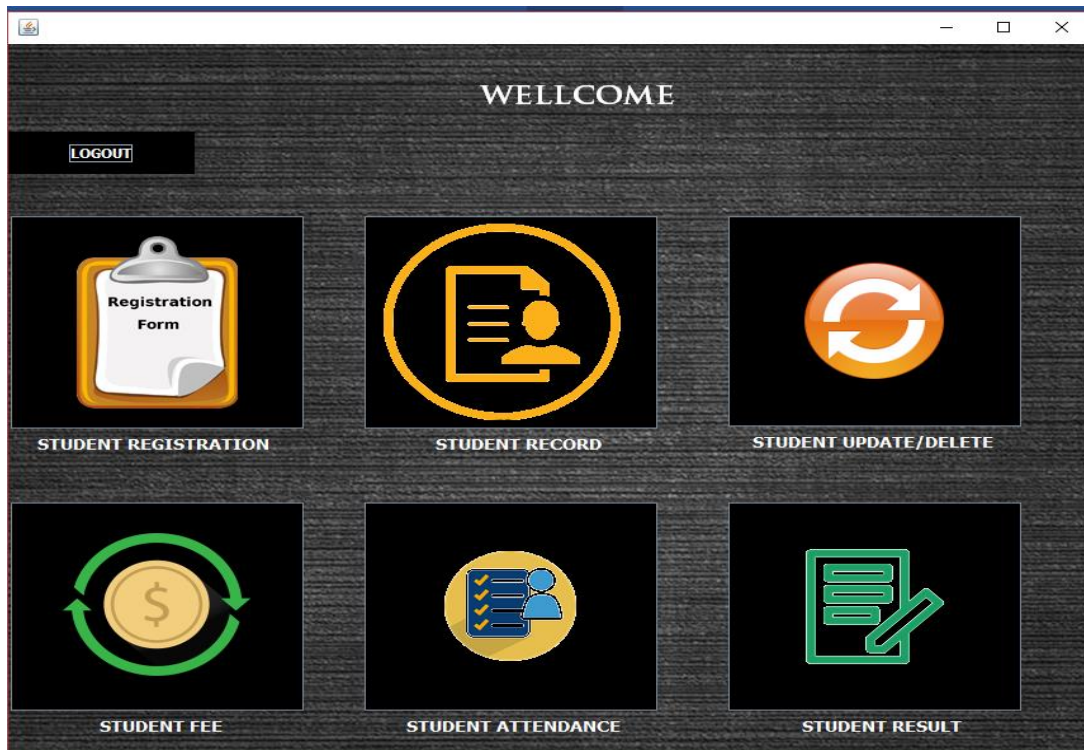 WELLCOME
LOGOUT
Registration
Form
STUDENT REGISTRATION
STUDENT RECORD
STUDENT UPDATE/DELETE
$
STUDENT FEE
STUDENT ATTENDANCE
STUDENT RESULT